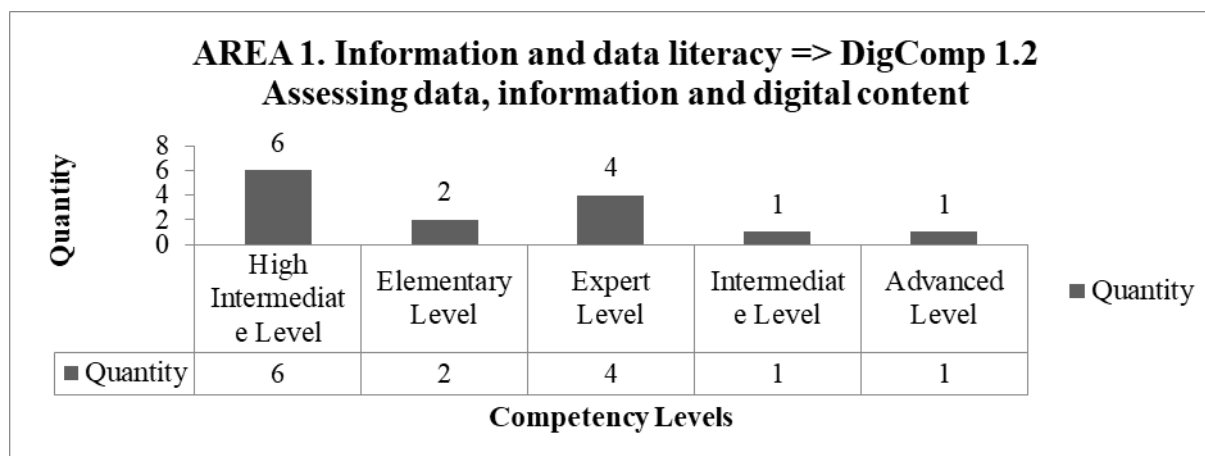 AREA 1. Information and data literacy => DigComp 1.2
Assessing data, information and digital content
Quantity
8
6
4
2
0
6
2
4
1
1
High
Intermediat
e Level
Elementary
Level
Expert
Level
Intermediat
e Level
Advanced
Level
Quantity
Quantity 6 2 4 1 1
Competency Levels